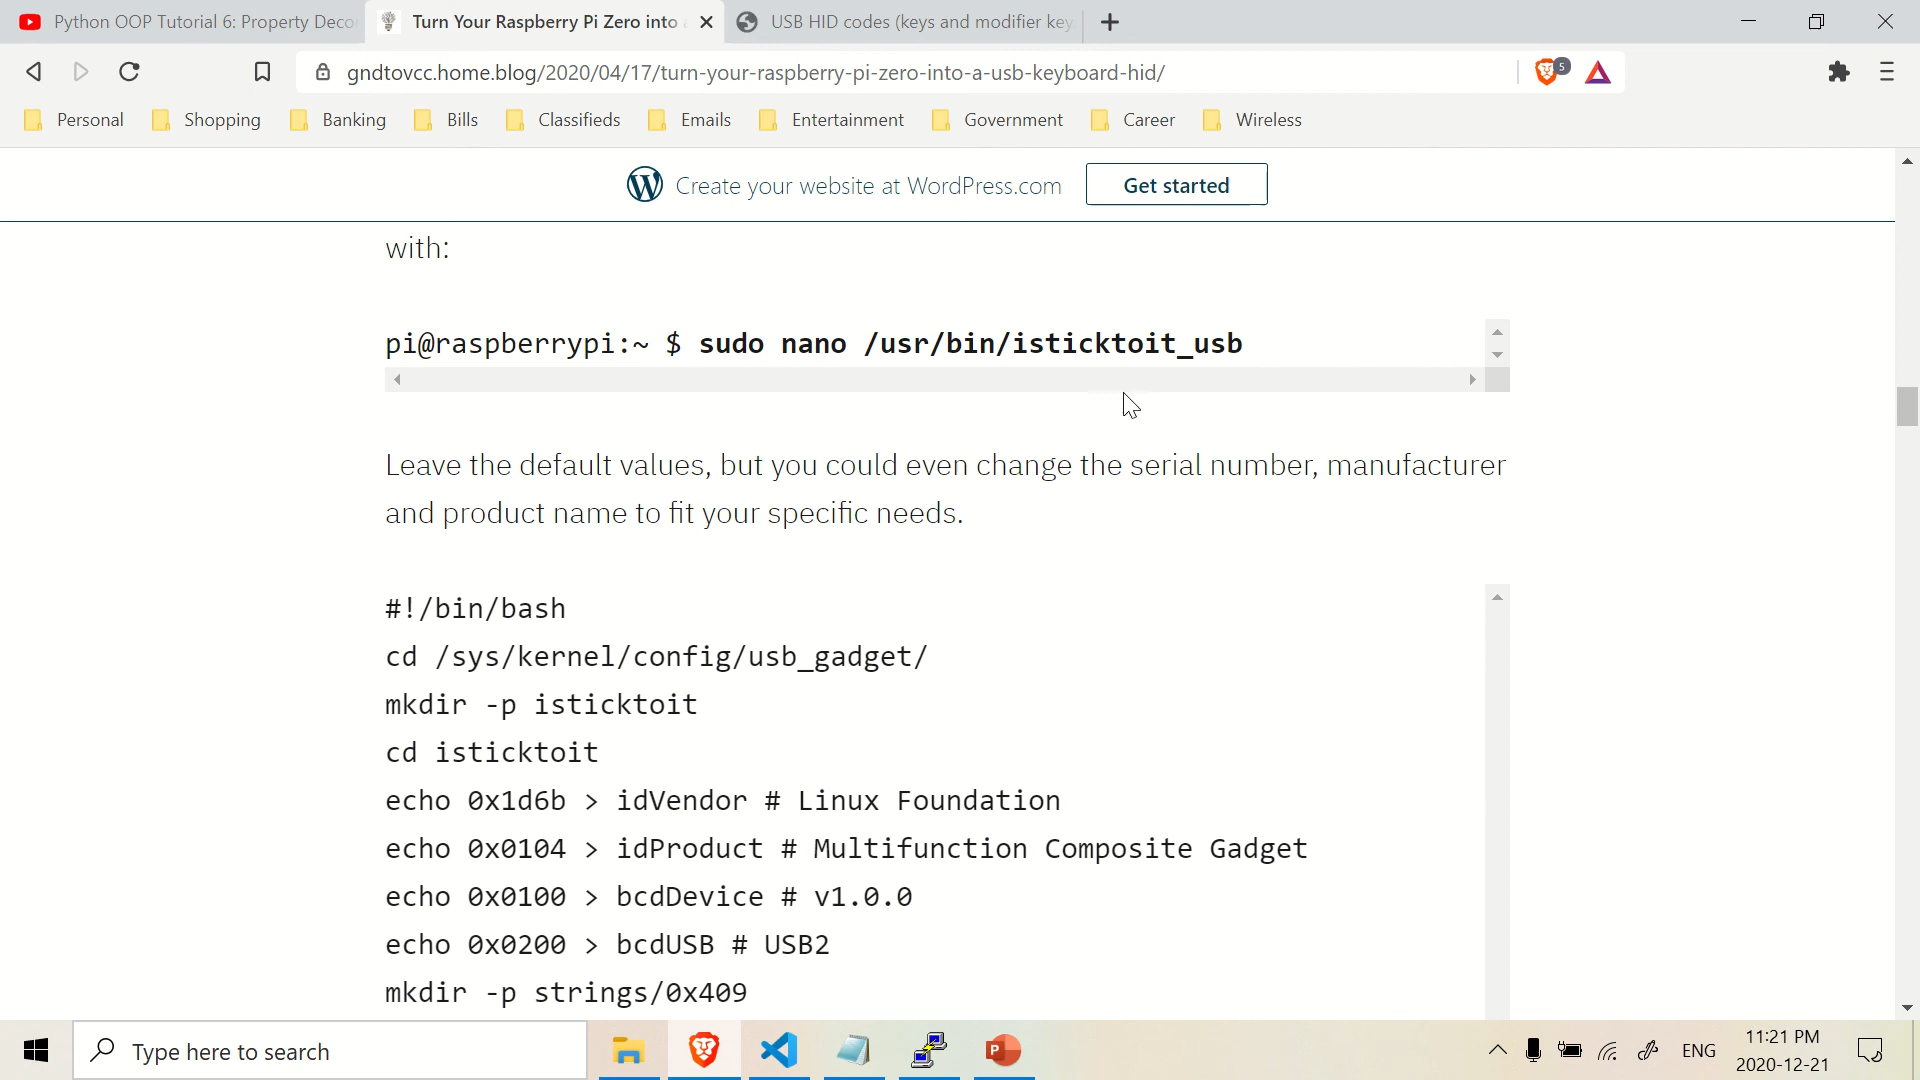 Python OOP Tutorial 6: Property Deco
Turn Your Raspberry Pi Zero into
USB HID codes (keys and modifier key
gndtovcc.home.blog/2020/04/17/turn-your-raspberry-pi-zero-into-a-usb-keyboard-hid/
5
Personal
Shopping
Banking
Bills
Classifieds
Emails
Entertainment
Government
Career
Wireless
Create your website at WordPress.com
Get started
with:
pi@raspberrypi:~ $ sudo nano /usr/bin/isticktoit_usb
Leave the default values, but you could even change the serial number, manufacturer
and product name to fit your specific needs.
#!/bin/bash
cd /sys/kernel/config/usb_gadget/
mkdir -p isticktoit
cd isticktoit
echo 0x1d6b > idVendor # Linux Foundation
echo 0x0104 > idProduct # Multifunction Composite Gadget
echo 0x0100 > bcdDevice # v1.0.0
echo 0x0200 > bcdUSB # USB2
mkdir -p strings/0x409
Type here to search
ENG
11:21 PM
2020-12-21